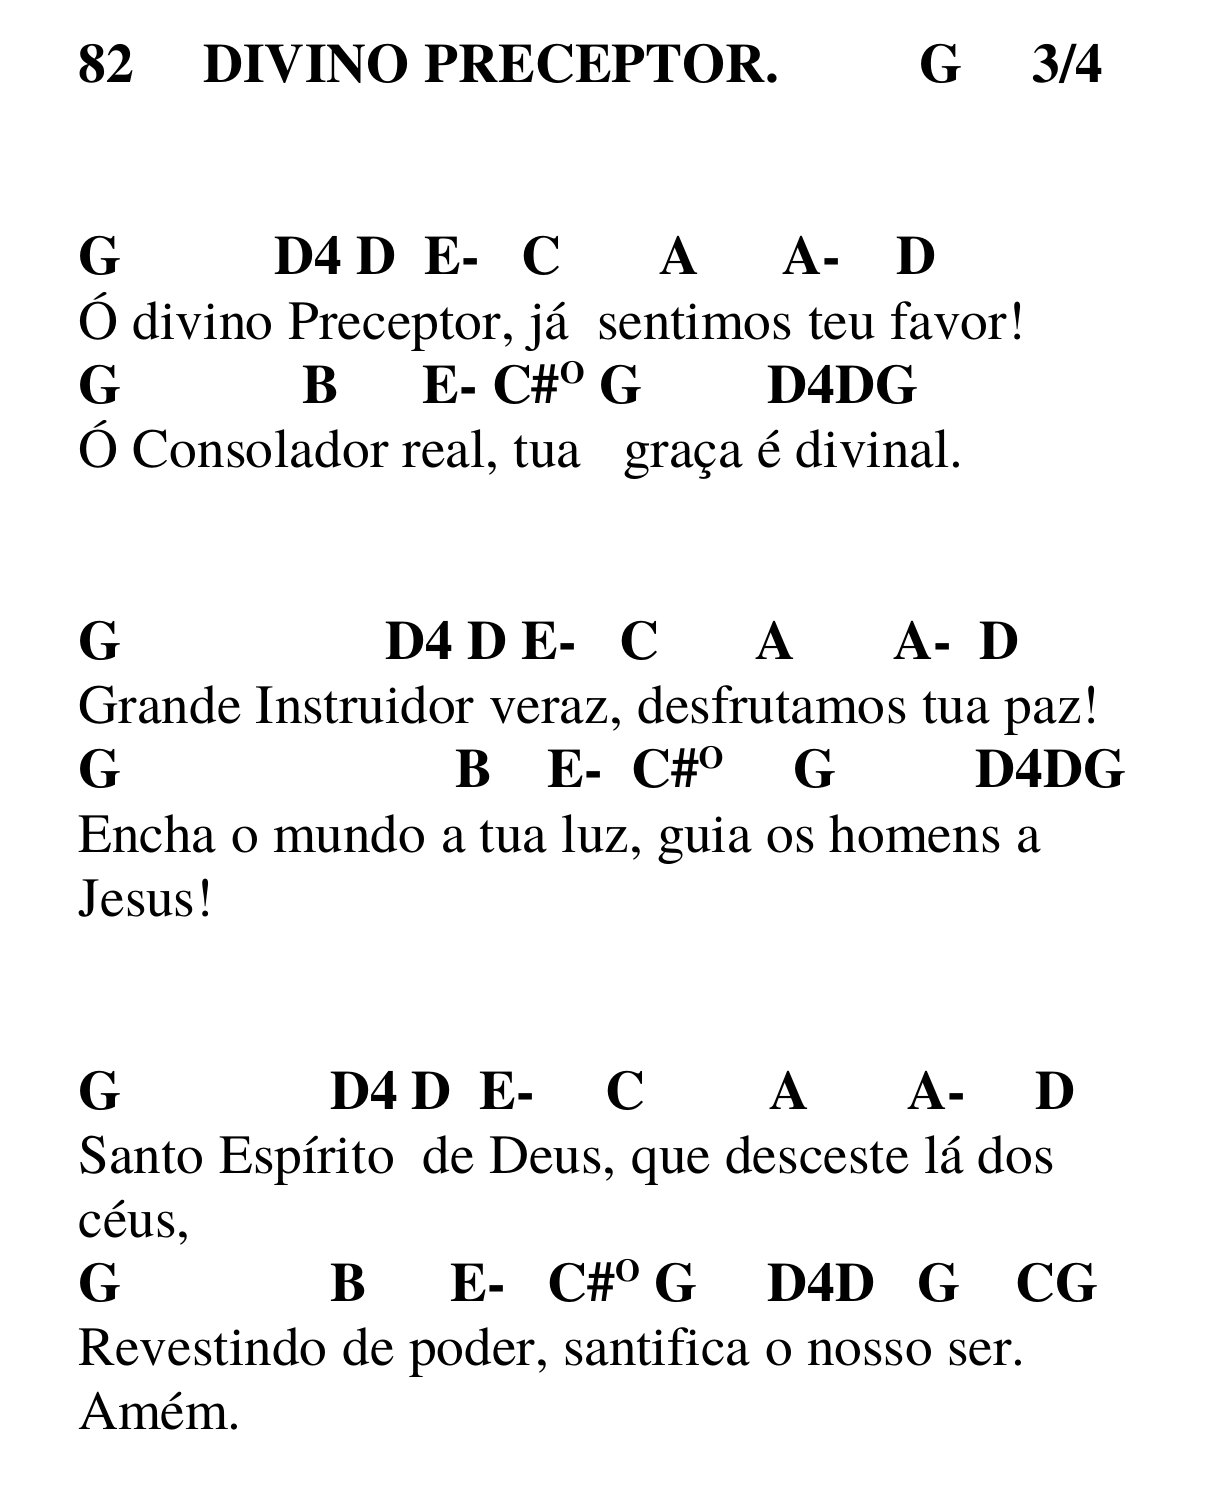 82 DIVINO PRECEPTOR. G 3/4
G D4 D E- C A A- D
Ó divino Preceptor, já sentimos teu favor!
G B E- C#º G D4DG
Ó Consolador real, tua graça é divinal.
G D4 D E- C A A- D
Grande Instruidor veraz, desfrutamos tua paz!
G B E- C#º G D4DG
Encha o mundo a tua luz, guia os homens a
Jesus!
G D4 D E- C A A- D
Santo Espírito de Deus, que desceste lá dos
céus,
G B E- C#º G D4D G CG
Revestindo de poder, santifica o nosso ser.
Amém.